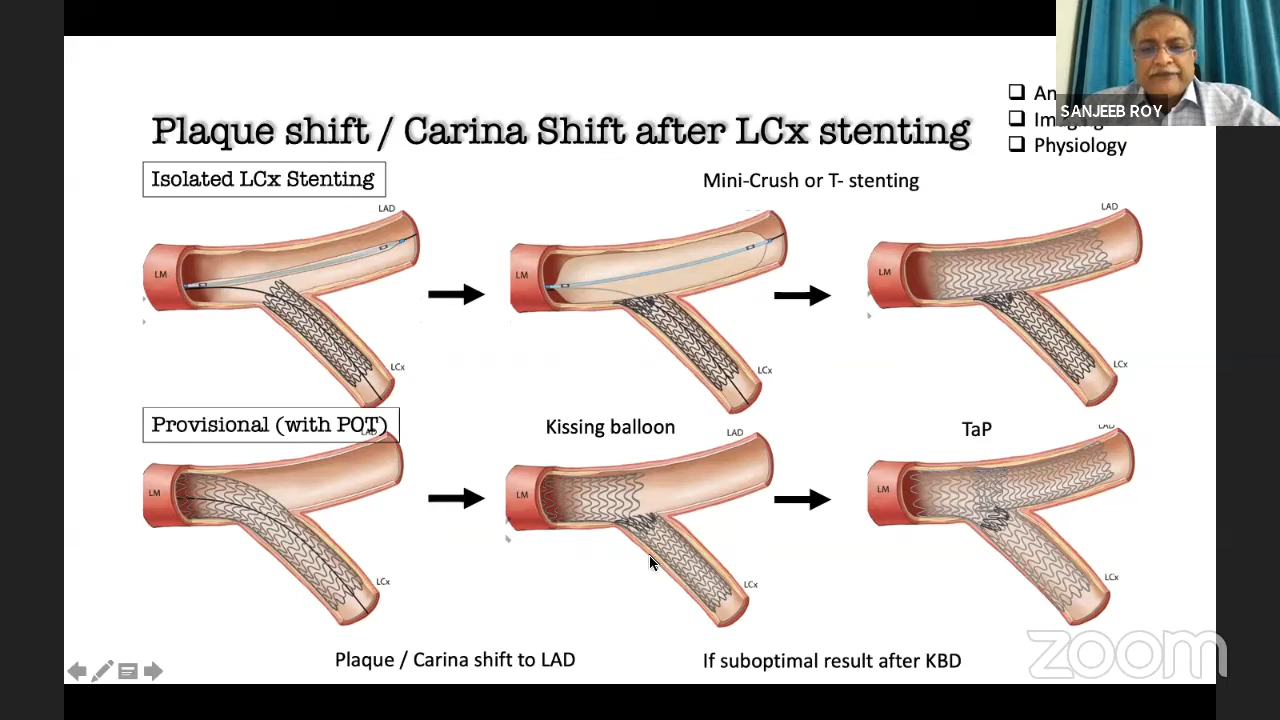 SANJEEB ROY
Plaque shift / Carina Shift after LCx stenting
Physiology
Isolated LCx Stenting
Mini-Crush or T- stenting
LAD
LM
LCx
LM
LCx
LAD
LM
LCx
Provisional (with POT)
Kissing balloon
TaP
LAD
LM
LCx
LAD
LM
LCx
LAD
LM
LCx
Plaque / Carina shift to LAD
If suboptimal result after KBD
zoom